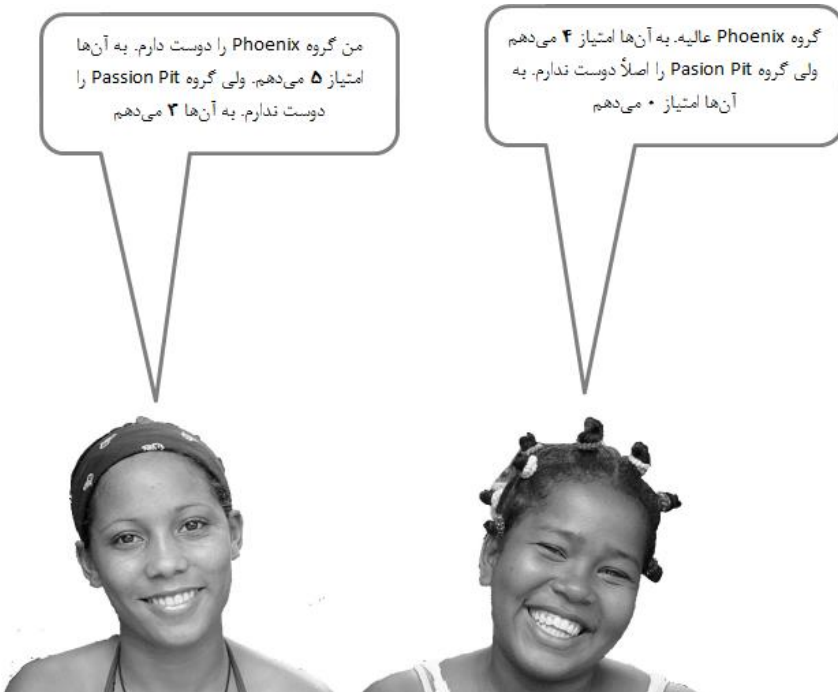 گروه Phoenix عالیه. به آن‌ها امتیاز ۴ می‌دهم
ولی گروه Pasion Pit را اصلأ دوست ندارم. به
آن‌ها امتیاز ۰ می‌دهم
من گروه Phoenix را دوست دارم. به آن‌ها
امتیاز ۵ می‌دهم. ولی گروه Passion Pit را
دوست ندارم. به آن‌ها ۳ می‌دهم